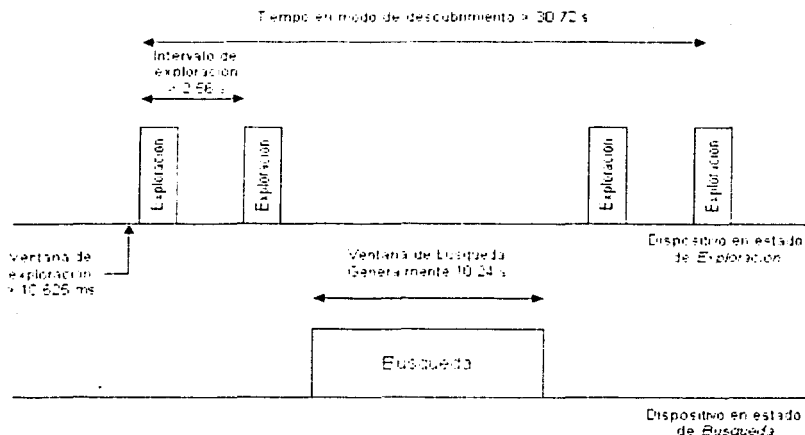 Tiempo en modo de descubrimiento > 30.72 s
Intervalo de
exploración
> 2.56 s
Exploración
Exploración
Exploración
Exploración
Ventana de
exploración
> 10.625 ms
Ventana de búsqueda
Generalmente 10.24 s
Dispositivo en estado
de Exploración
Búsqueda
Dispositivo en estado
de Búsqueda